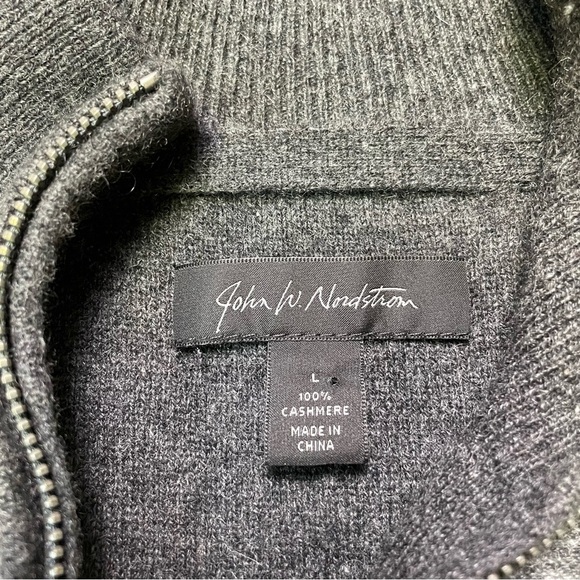 John W. Nordstrom
L
100%
CASHMERE
MADE IN
CHINA